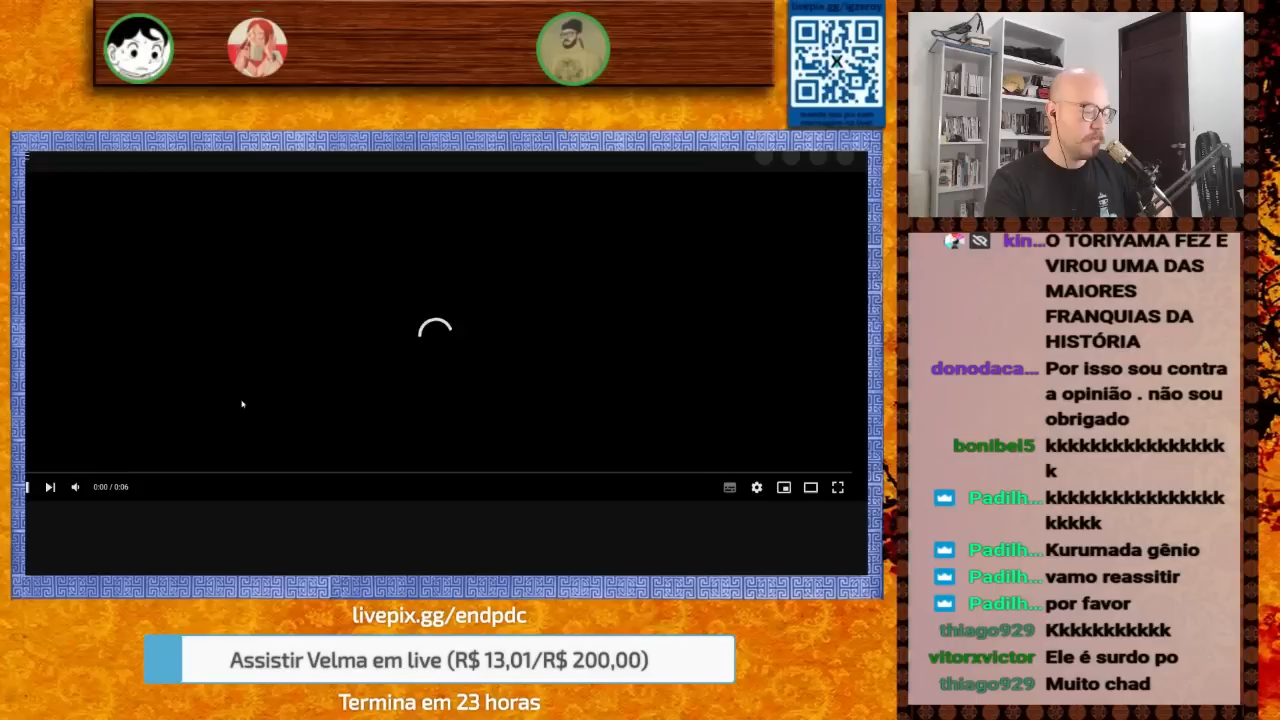 livepix.gg/igzeroy
X
0:00 / 0:06
livepix.gg/endpdc
Assistir Velma em live (R$ 13,01/R$ 200,00)
Termina em 23 horas
kin... O TORIYAMA FEZ E
VIROU UMA DAS
MAIORES
FRANQUIAS DA
HISTÓRIA
donodaca... Por isso sou contra
a opinião . não sou
obrigado
bonibel5 kkkkkkkkkkkkkkkk
k
Padilh... kkkkkkkkkkkkkkkk
kkkkk
Padilh... Kurumada gênio
Padilh... vamo reassitir
Padilh... por favor
thiago929 Kkkkkkkkkkk
vitorxvictor Ele é surdo po
thiago929 Muito chad